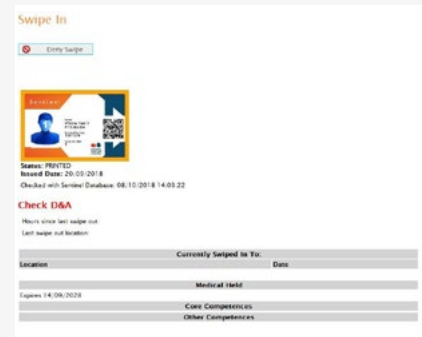 Swipe In
Deny Swipe
Sentinel
Status: PRINTED
Issued Date: 20/09/2018
Checked with Sentinel Database: 08/10/2018 14:03:22
Check D&A
Hours since last swipe out:
Last swipe out location:
Currently Swiped In To:
Location Date
Medical Held
Expires 14/09/2028
Core Competences
Other Competences